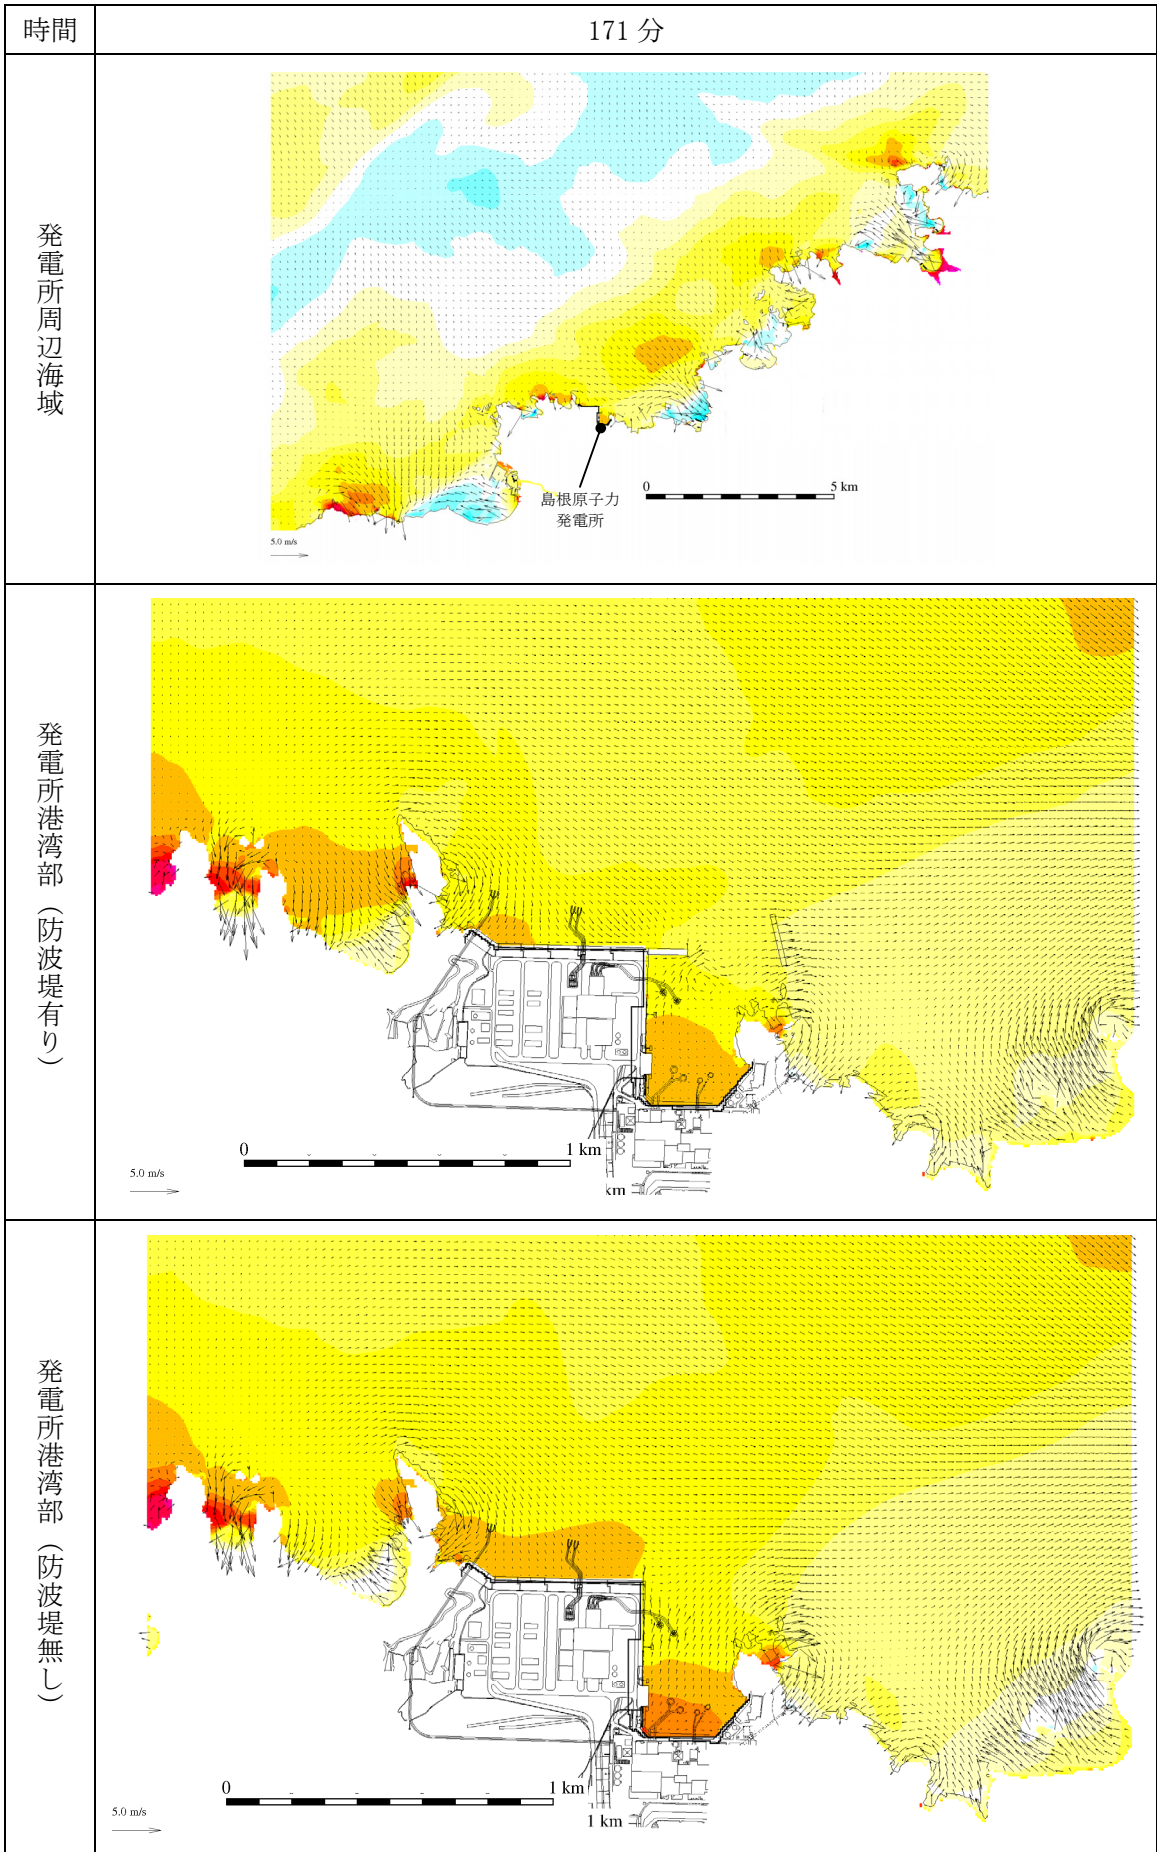 時間
171 分
発電所周辺海域
島根原子力
発電所
0
5 km
5.0 m/s
発電所港湾部（防波堤有り）
0
1 km
5.0 m/s
km
発電所港湾部（防波堤無し）
0
1 km
5.0 m/s
1 km